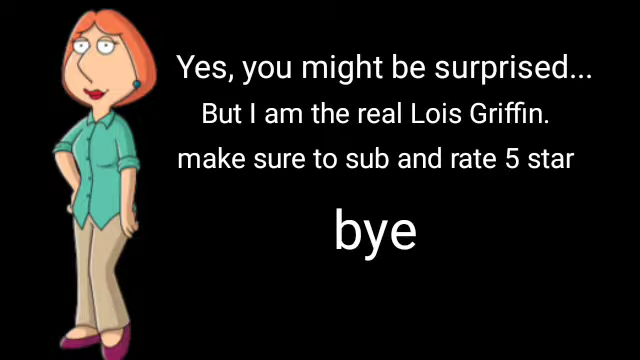 Yes, you might be surprised...
But I am the real Lois Griffin.
make sure to sub and rate 5 star
bye